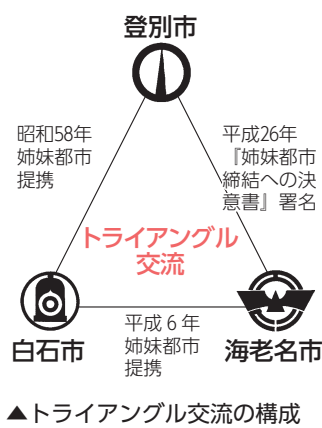 登別市
昭和58年
姉妹都市
提携
平成26年
『姉妹都市
締結への決
意書』署名
トライアングル
交流
白石市
平成6年
姉妹都市
提携
海老名市
▲トライアングル交流の構成